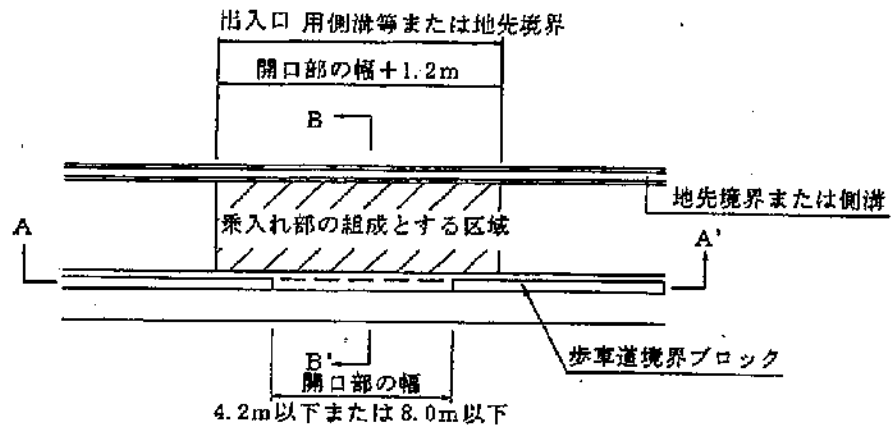 出入口 用側溝等または地先境界
開口部の幅+1.2m
B
地先境界または側溝
乗入れ部の組成とする区域
A
A'
歩車道境界ブロック
B'
開口部の幅
4.2m以下または8.0m以下